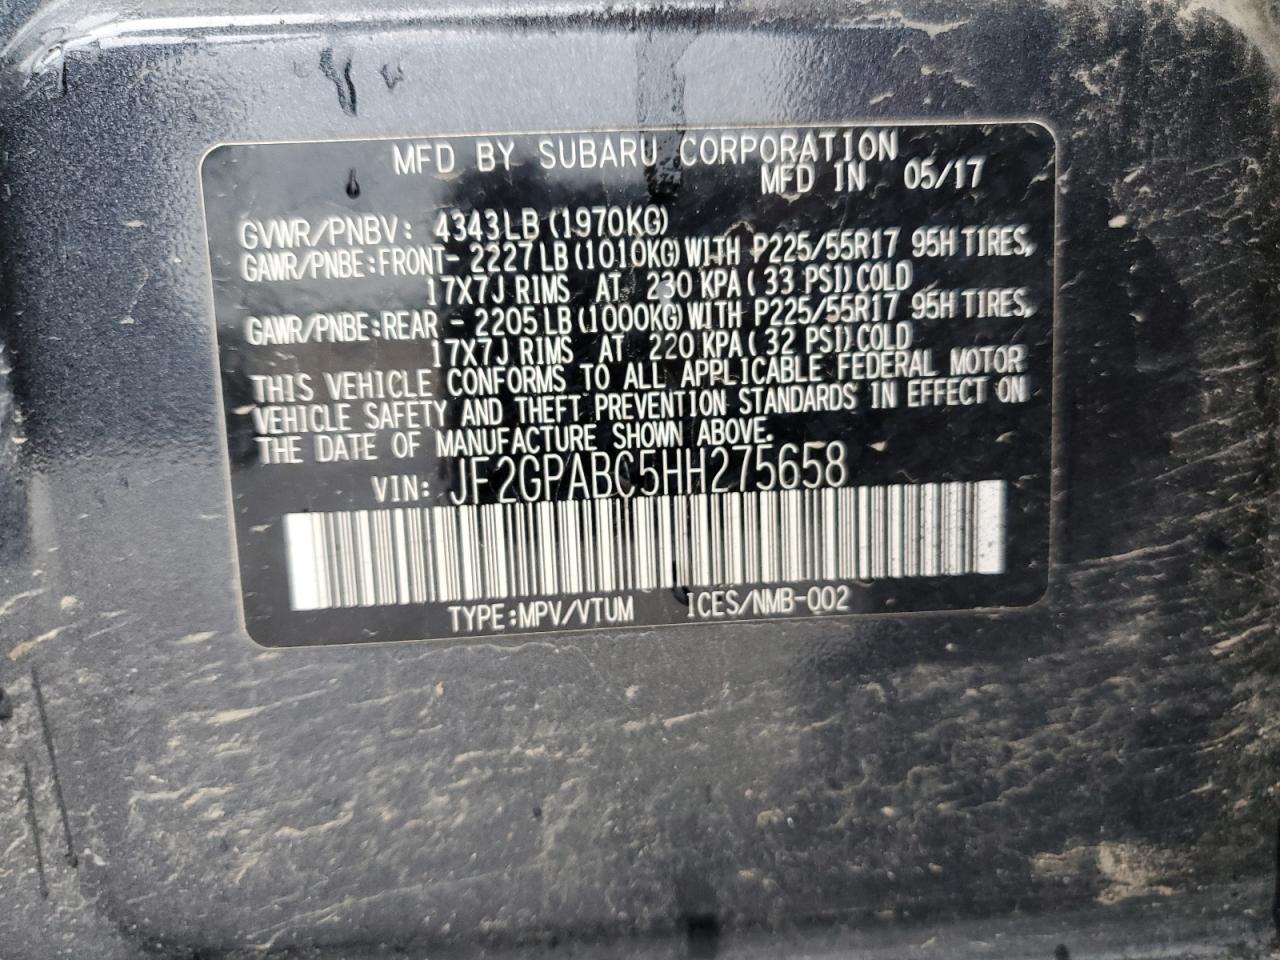 MFD BY SUBARU CORPORATION
MFD IN 05/17
GVWR/PNBV: 4343LB (1970KG)
GAWR/PNBE:FRONT- 2227 LB (1010KG) WITH P225/55R17 95H TIRES,
17X7J RIMS AT 230 KPA ( 33 PSI) COLD
GAWR/PNBE:REAR - 2205 LB (1000KG) WITH P225/55R17 95H TIRES,
17X7J RIMS AT 220 KPA ( 32 PSI) COLD
THIS VEHICLE CONFORMS TO ALL APPLICABLE FEDERAL MOTOR
VEHICLE SAFETY AND THEFT PREVENTION STANDARDS IN EFFECT ON
THE DATE OF MANUFACTURE SHOWN ABOVE.
VIN: JF2GPABC5HH275658
TYPE:MPV/VTUM ICES/NMB-002